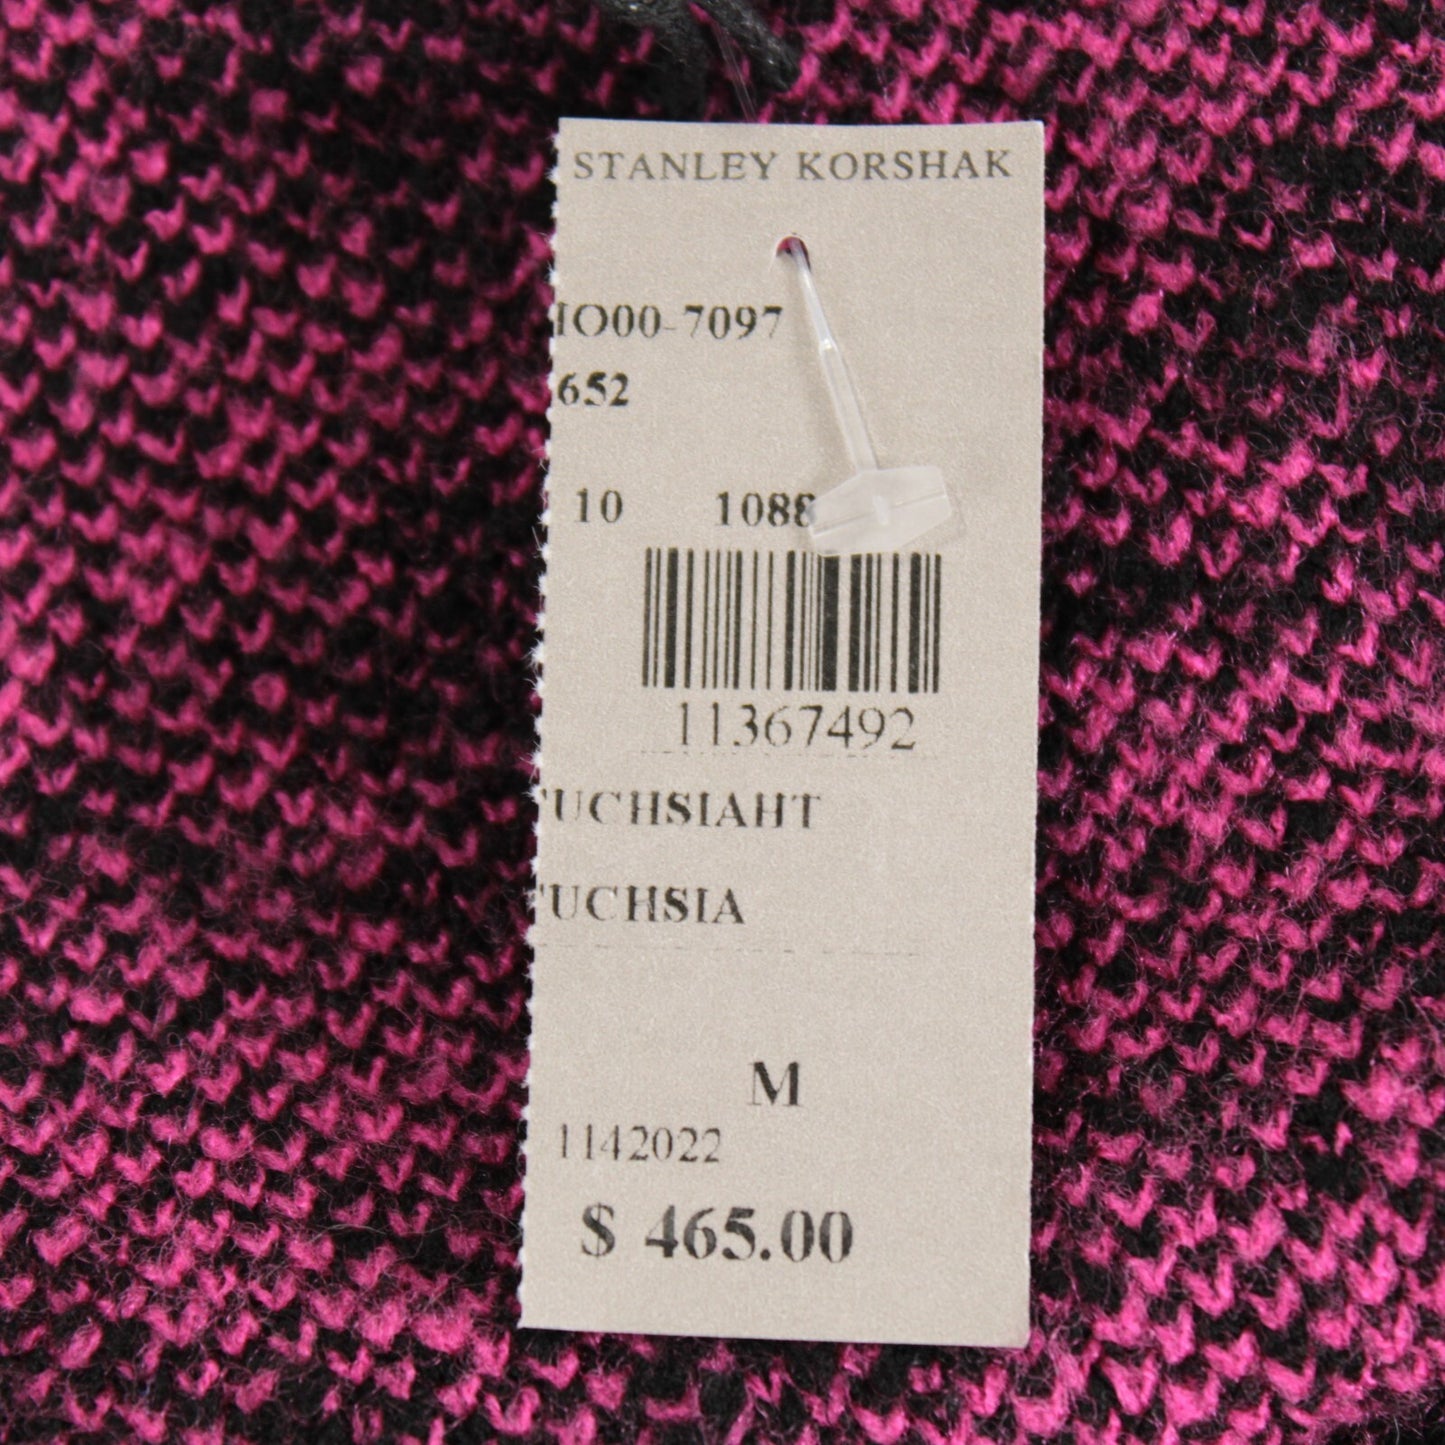 STANLEY KORSHAK
IO00-7097
652
10 1088
11367492
UCHSIAHT
UCHSIA
M
1142022
$ 465.00